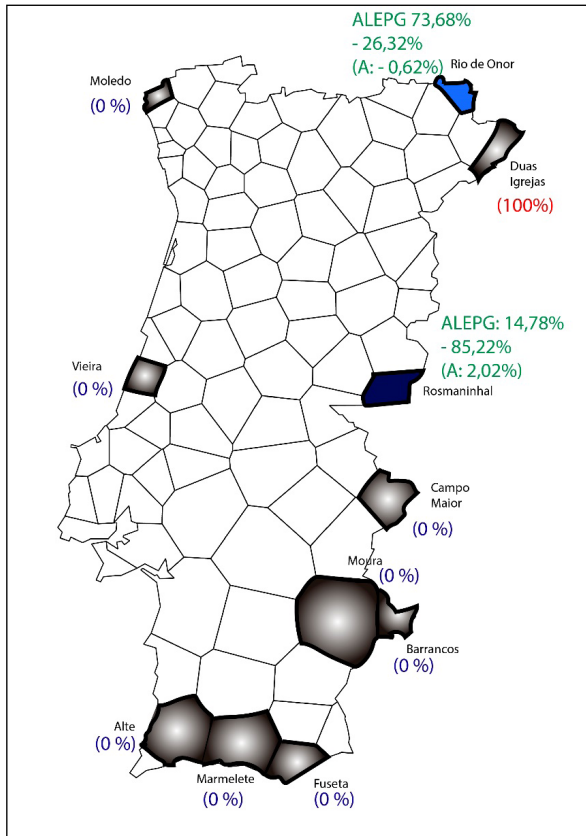 ALEPG 73,68%
- 26,32%
(A: - 0,62%)
Rio de Onor
Moledo
(0 %)
Duas
Igrejas
(100%)
ALEPG: 14,78%
- 85,22%
(A: 2,02%)
Rosmaninhal
Vieira
(0 %)
Campo
Maior
(0 %)
Moura
(0 %)
Barrancos
(0 %)
Alte
(0 %)
Marmelete
(0 %)
Fuseta
(0 %)